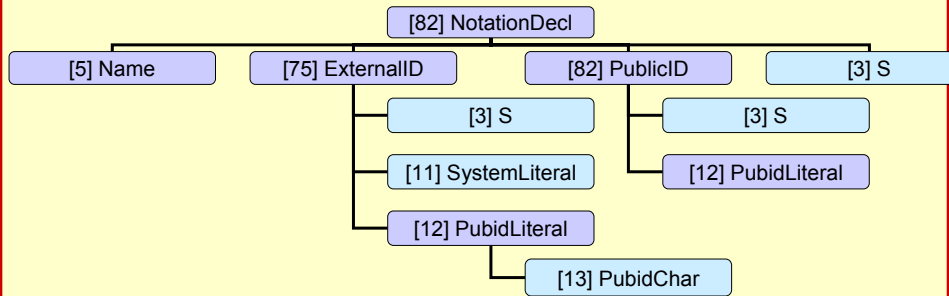 [82] NotationDecl
[5] Name
[75] ExternalID
[82] PublicID
[3] S
[3] S
[3] S
[11] SystemLiteral
[12] PubidLiteral
[12] PubidLiteral
[13] PubidChar